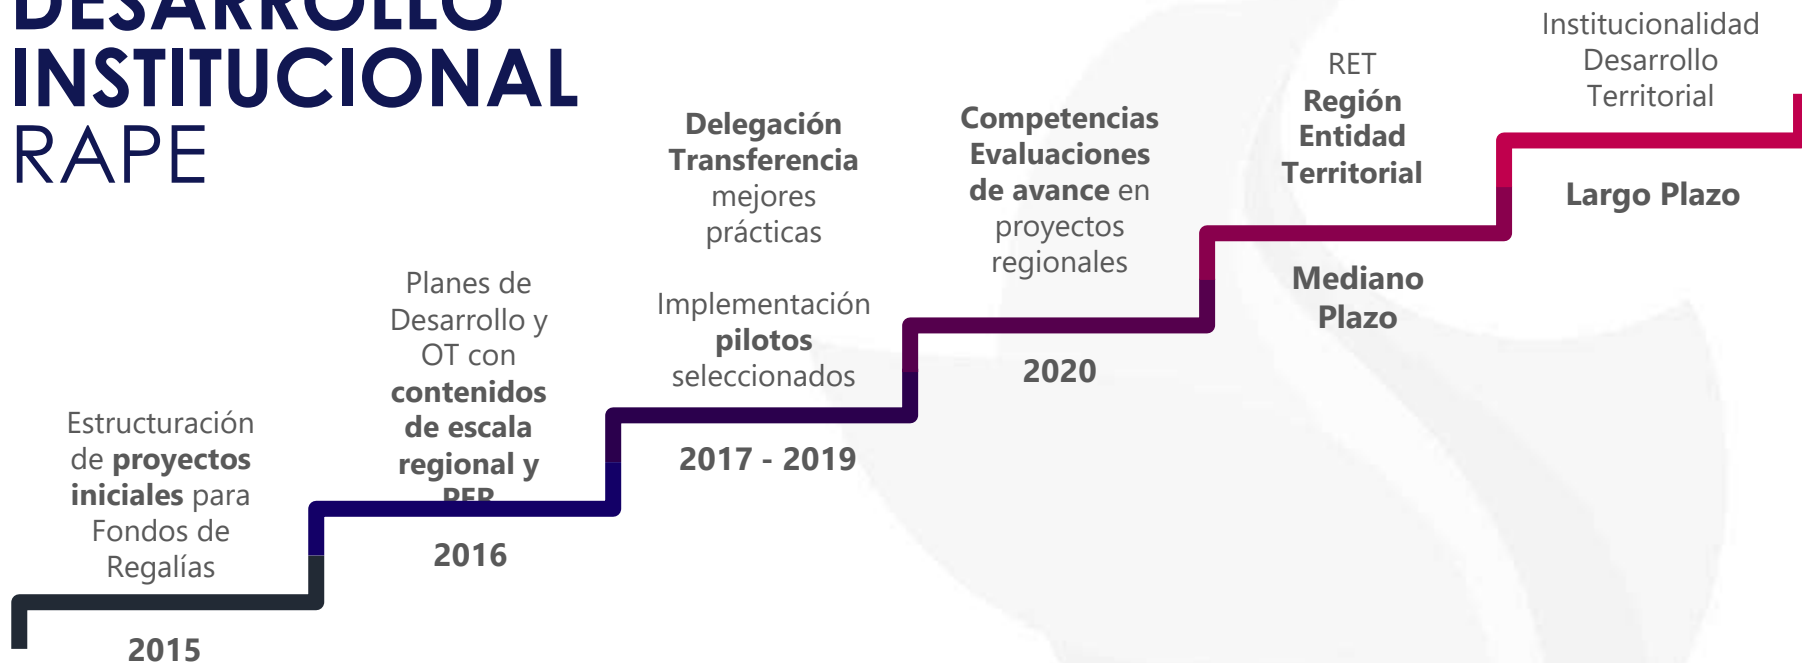 DESARROLLO
INSTITUCIONAL
RAPE
Estructuración
de proyectos
iniciales para
Fondos de
Regalías
2015
Planes de
Desarrollo y
OT con
contenidos
de escala
regional y
PER
2016
Delegación
Transferencia
mejores
prácticas
Implementación
pilotos
seleccionados
2017 - 2019
Competencias
Evaluaciones
de avance en
proyectos
regionales
2020
RET
Región
Entidad
Territorial
Mediano
Plazo
Institucionalidad
Desarrollo
Territorial
Largo Plazo